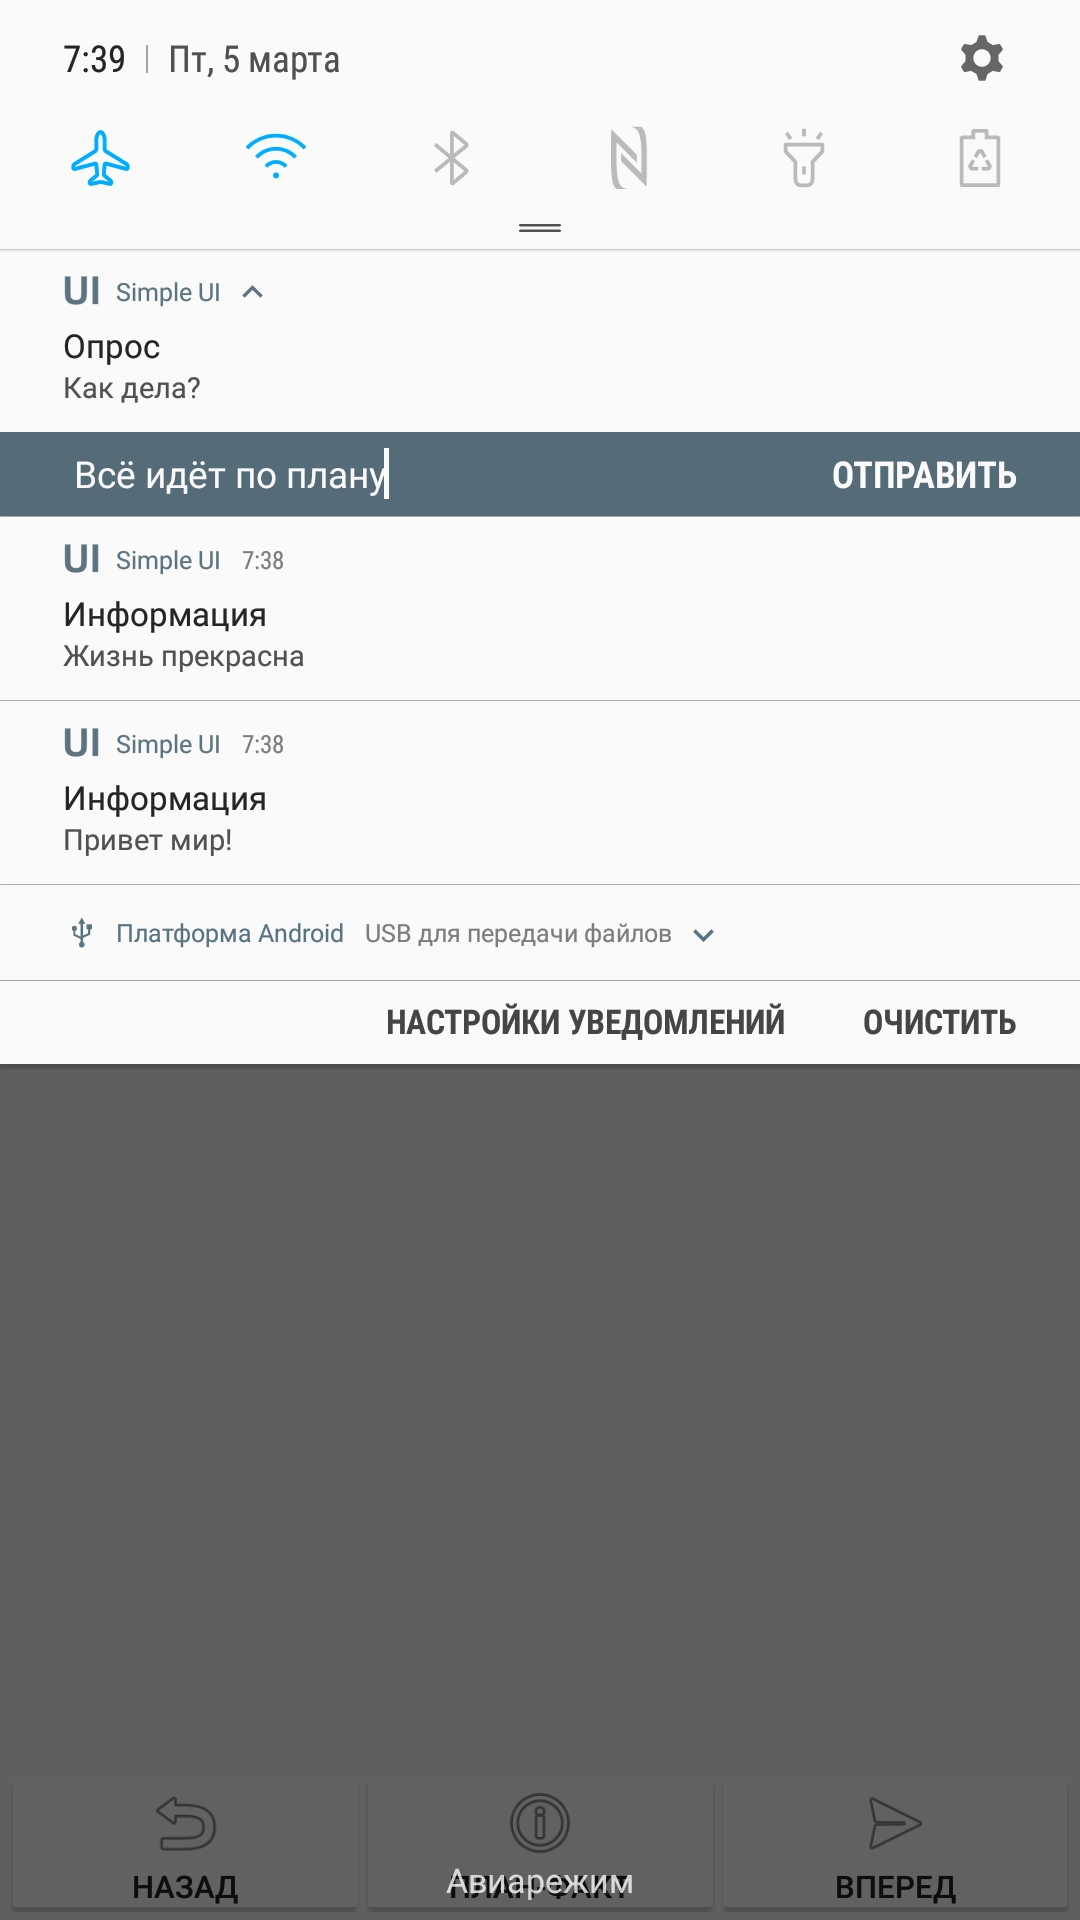 7:39 | Пт, 5 марта
UI Simple UI
Опрос
Как дела?
Всё идёт по плану ОТПРАВИТЬ
UI Simple UI 7:38
Информация
Жизнь прекрасна
UI Simple UI 7:38
Информация
Привет мир!
Платформа Android USB для передачи файлов
НАСТРОЙКИ УВЕДОМЛЕНИЙ ОЧИСТИТЬ
Авиарежим
НАЗАД ПЛАН-ФАКТ ВПЕРЕД